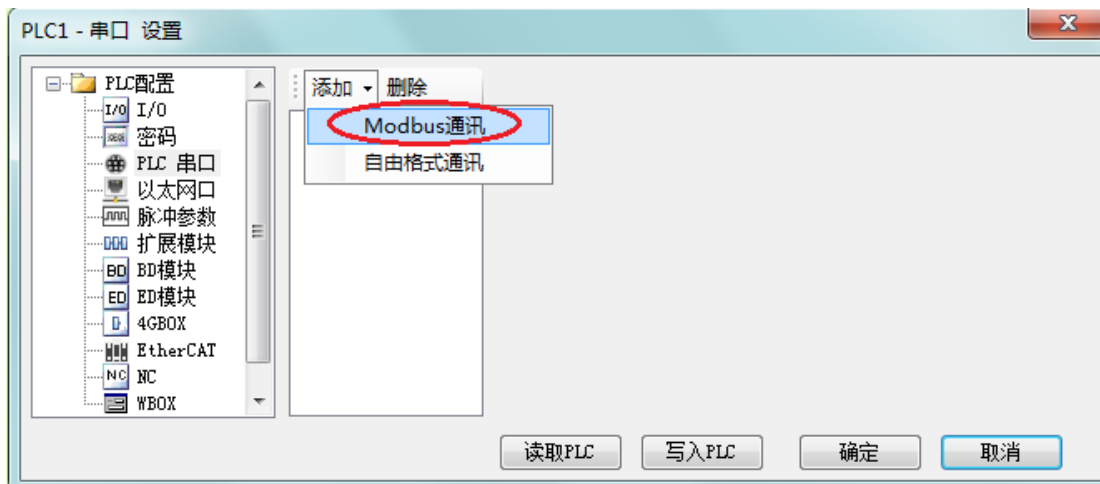 PLC1 - 串口 设置
X
PLC配置
I/O I/O
密码
PLC 串口
以太网口
脉冲参数
扩展模块
BD BD模块
ED ED模块
4GBOX
EtherCAT
NC NC
WBOX
添加 删除
Modbus通讯
自由格式通讯
读取PLC 写入PLC 确定 取消